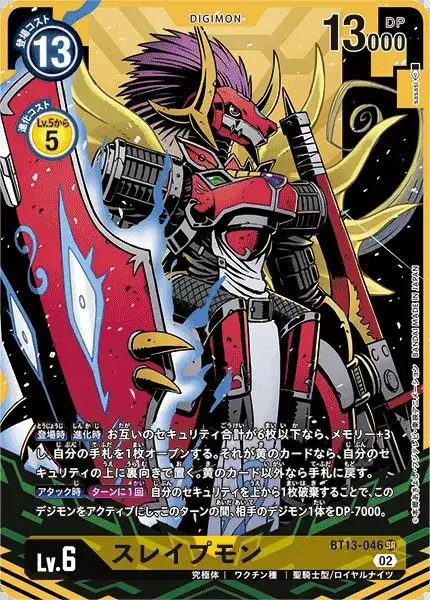 DIGIMON
登場コスト
13
DP
13000
進化コスト
Lv.5から
5
sasasi
BANDAI MADE IN JAPAN
登場時 進化時 お互いのセキュリティ合計が6枚以下なら、メモリー+3
し、自分の手札を1枚オープンする。それが黄のカードなら、自分のセ
キュリティの上に裏向きで置く。黄のカード以外なら手札に戻す。
アタック時 ターンに1回 自分のセキュリティを上から1枚破棄することで、この
デジモンをアクティブにし、このターンの間、相手のデジモン1体をDP-7000。
BT13-046 SR
Lv.6
スレイプモン
02
究極体 | ワクチン種 | 聖騎士型/ロイヤルナイツ